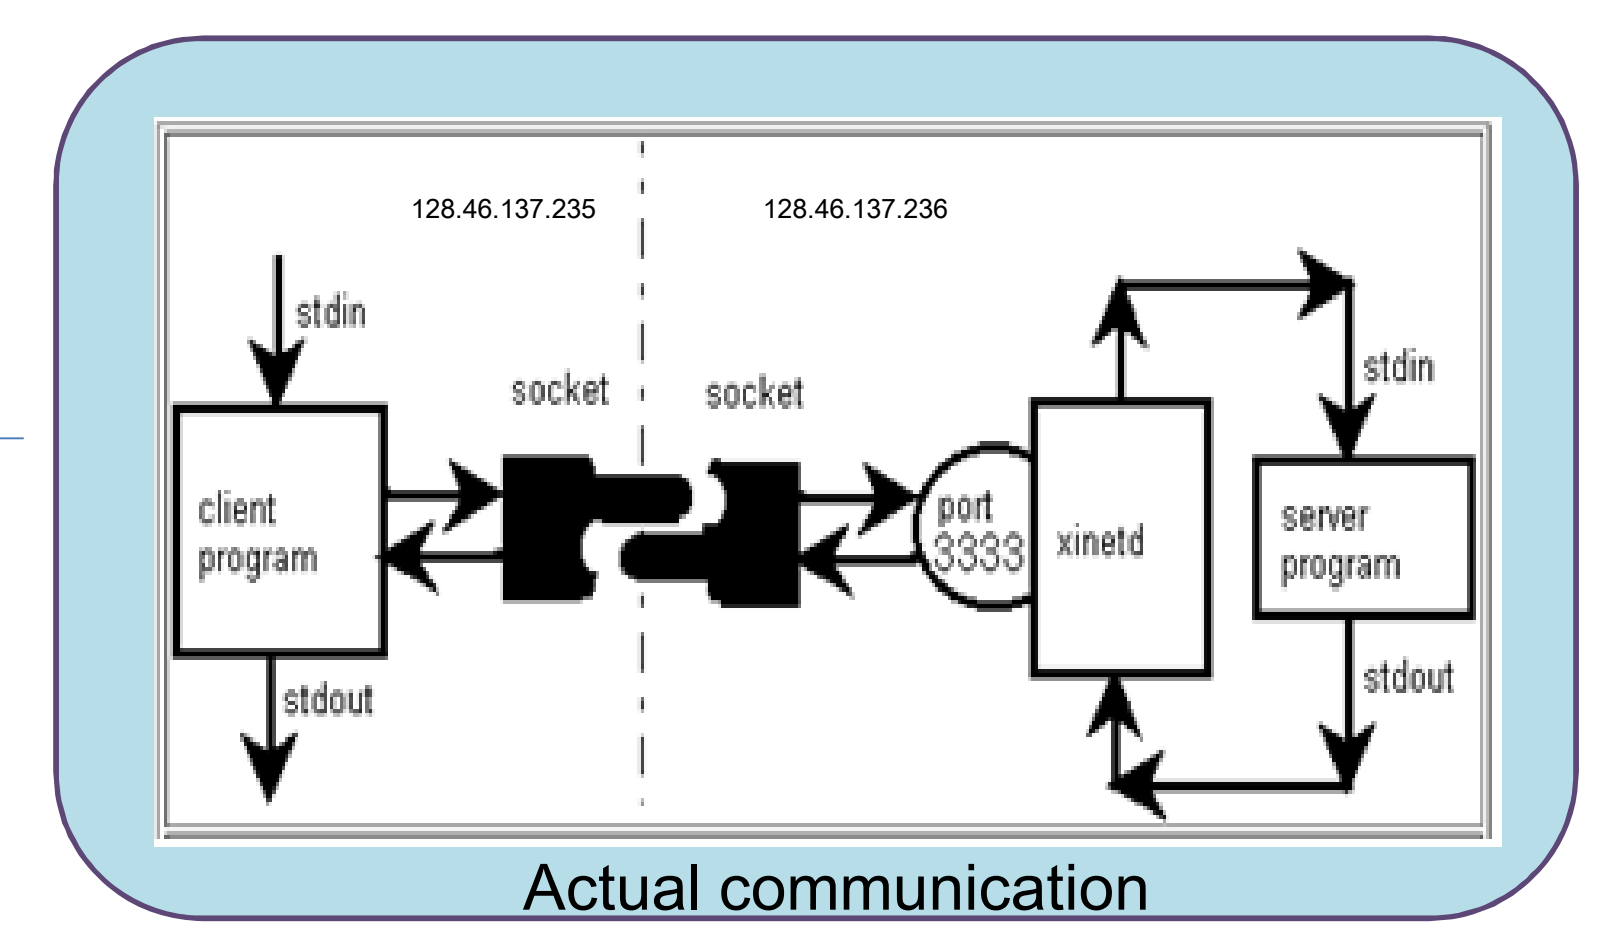 128.46.137.235
128.46.137.236
stdin
socket
socket
stdin
client
program
port
3333
xinetd
server
program
stdout
stdout
Actual communication